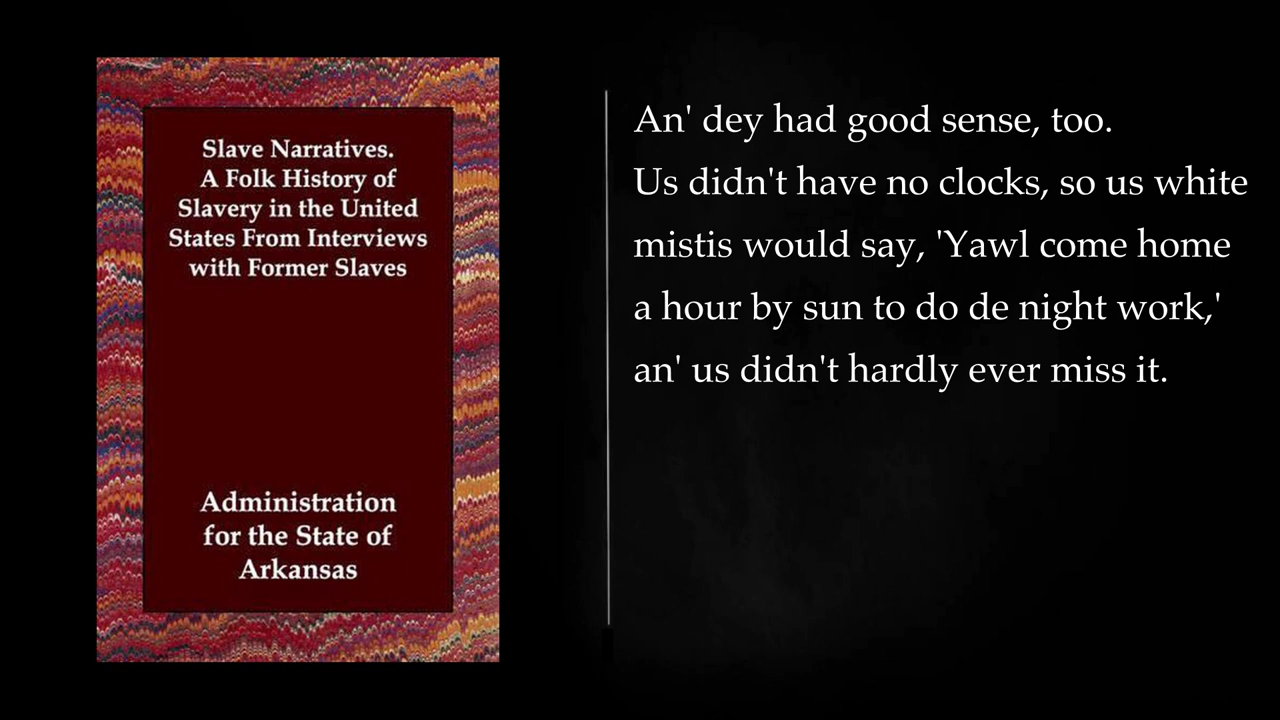 Slave Narratives.
A Folk History of
Slavery in the United
States From Interviews
with Former Slaves
Administration
for the State of
Arkansas
An' dey had good sense, too.
Us didn't have no clocks, so us white
mistis would say, 'Yawl come home
a hour by sun to do de night work,'
an' us didn't hardly ever miss it.